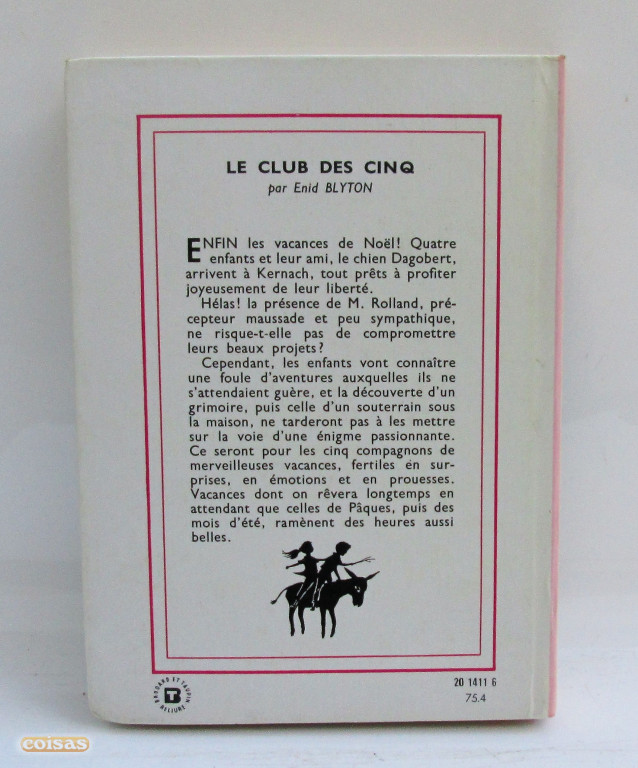 LE CLUB DES CINQ
par Enid BLYTON
ENFIN les vacances de Noël! Quatre
enfants et leur ami, le chien Dagobert,
arrivent à Kernach, tout prêts à profiter
joyeusement de leur liberté.
Hélas! la présence de M. Rolland, pré-
cepteur maussade et peu sympathique,
ne risque-t-elle pas de compromettre
leurs beaux projets?
Cependant, les enfants vont connaître
une foule d'aventures auxquelles ils ne
s'attendaient guère, et la découverte d'un
grimoire, puis celle d'un souterrain sous
la maison, ne tarderont pas à les mettre
sur la voie d'une énigme passionnante.
Ce seront pour les cinq compagnons de
merveilleuses vacances, fertiles en sur-
prises, en émotions et en prouesses.
Vacances dont on rêvera longtemps en
attendant que celles de Pâques, puis des
mois d'été, ramènent des heures aussi
belles.
BRODARD ET TAUPIN
RELIURE
20 1411 6
75.4
coisas